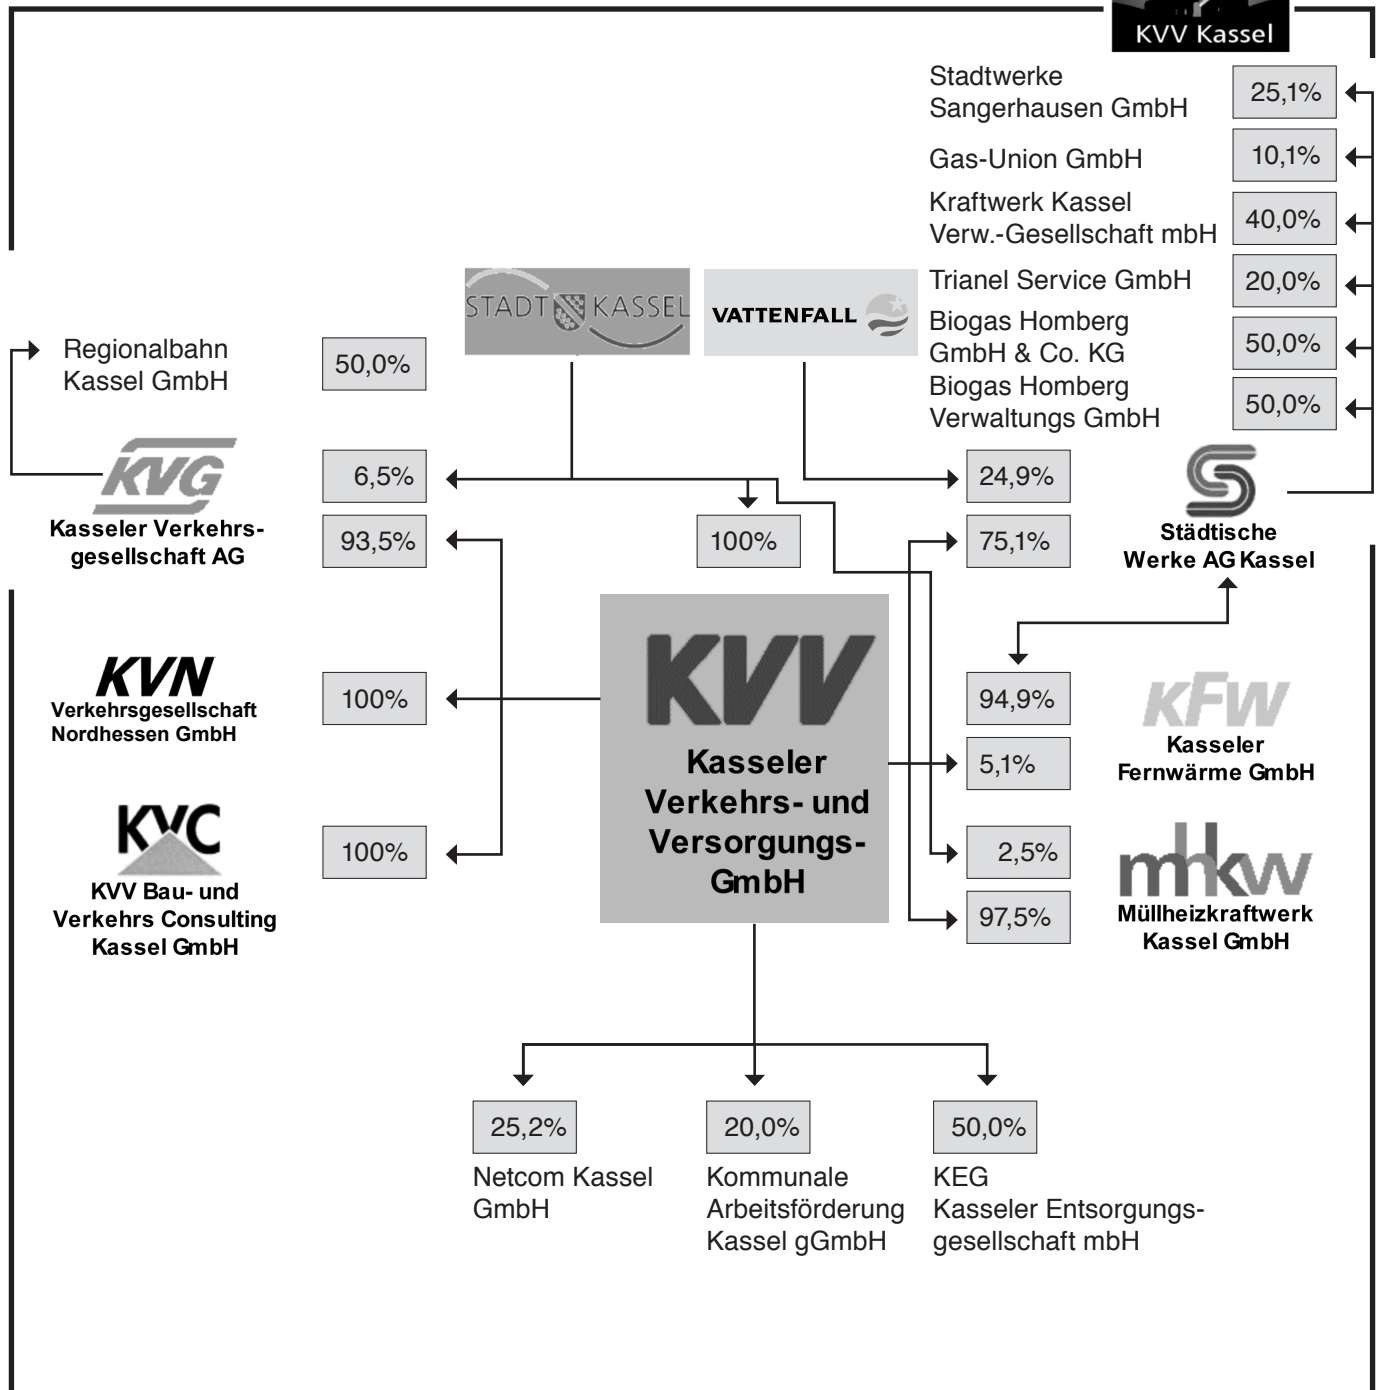 KVV Kassel
Stadtwerke
Sangerhausen GmbH
25,1%
Gas-Union GmbH
10,1%
Kraftwerk Kassel
Verw.-Gesellschaft mbH
40,0%
Trianel Service GmbH
20,0%
Biogas Homberg
GmbH & Co. KG
50,0%
Biogas Homberg
Verwaltungs GmbH
50,0%
STADT KASSEL
VATTENFALL
Regionalbahn
Kassel GmbH
50,0%
KVG
Kasseler Verkehrs-
gesellschaft AG
6,5%
93,5%
100%
24,9%
75,1%
Städtische
Werke AG Kassel
KVN
Verkehrsgesellschaft
Nordhessen GmbH
100%
KVC
KVV Bau- und
Verkehrs Consulting
Kassel GmbH
100%
KVV
Kasseler
Verkehrs- und
Versorgungs-
GmbH
94,9%
5,1%
KFW
Kasseler
Fernwärme GmbH
2,5%
97,5%
mhkw
Müllheizkraftwerk
Kassel GmbH
25,2%
Netcom Kassel
GmbH
20,0%
Kommunale
Arbeitsförderung
Kassel gGmbH
50,0%
KEG
Kasseler Entsorgungs-
gesellschaft mbH